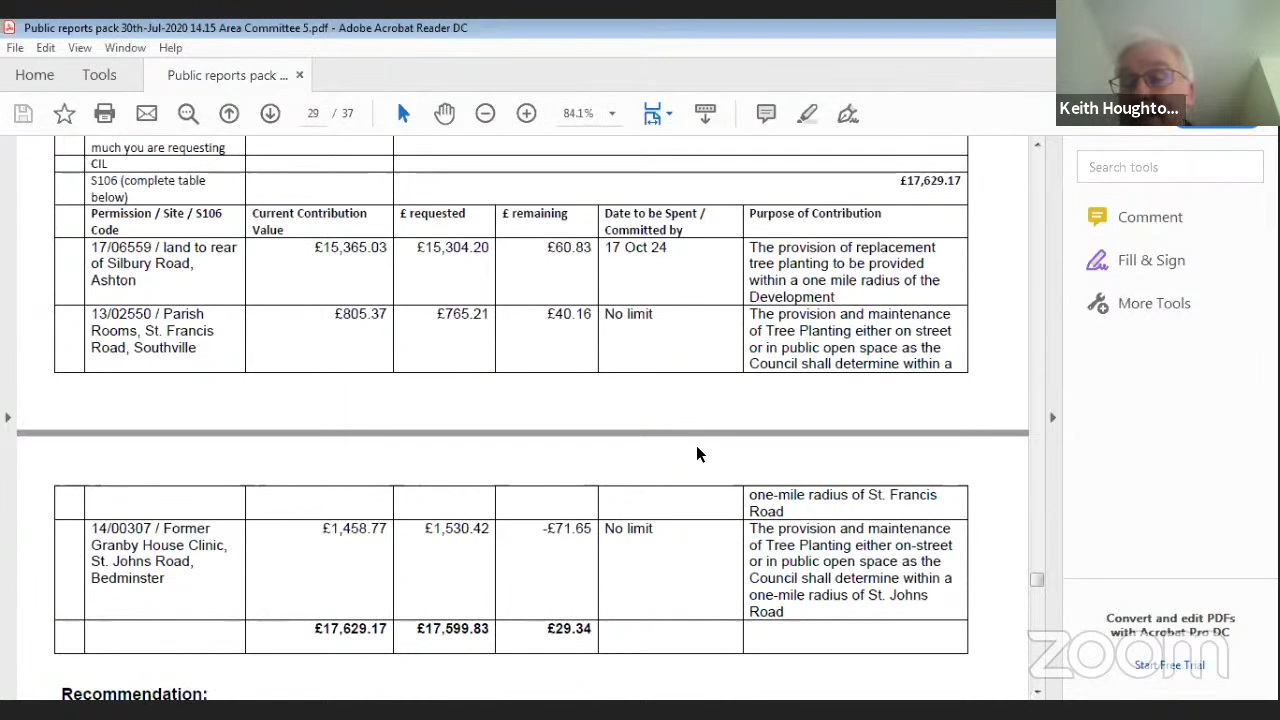 Public reports pack 30th-Jul-2020 14.15 Area Committee 5.pdf - Adobe Acrobat Reader DC
File Edit View Window Help
Home Tools Public reports pack ... ×
29 / 37 84.1%
Keith Houghto...
Search tools
Comment
Fill & Sign
More Tools
much you are requesting
CIL
S106 (complete table
below)
£17,629.17
Permission / Site / S106
Code
Current Contribution
Value
£ requested
£ remaining
Date to be Spent /
Committed by
Purpose of Contribution
17/06559 / land to rear
of Silbury Road,
Ashton
£15,365.03
£15,304.20
£60.83
17 Oct 24
The provision of replacement
tree planting to be provided
within a one mile radius of the
Development
13/02550 / Parish
Rooms, St. Francis
Road, Southville
£805.37
£765.21
£40.16
No limit
The provision and maintenance
of Tree Planting either on street
or in public open space as the
Council shall determine within a
one-mile radius of St. Francis
Road
14/00307 / Former
Granby House Clinic,
St. Johns Road,
Bedminster
£1,458.77
£1,530.42
-£71.65
No limit
The provision and maintenance
of Tree Planting either on-street
or in public open space as the
Council shall determine within a
one-mile radius of St. Johns
Road
£17,629.17
£17,599.83
£29.34
Recommendation:
Convert and edit PDFs
with Acrobat Pro DC
Start Free Trial
zoom